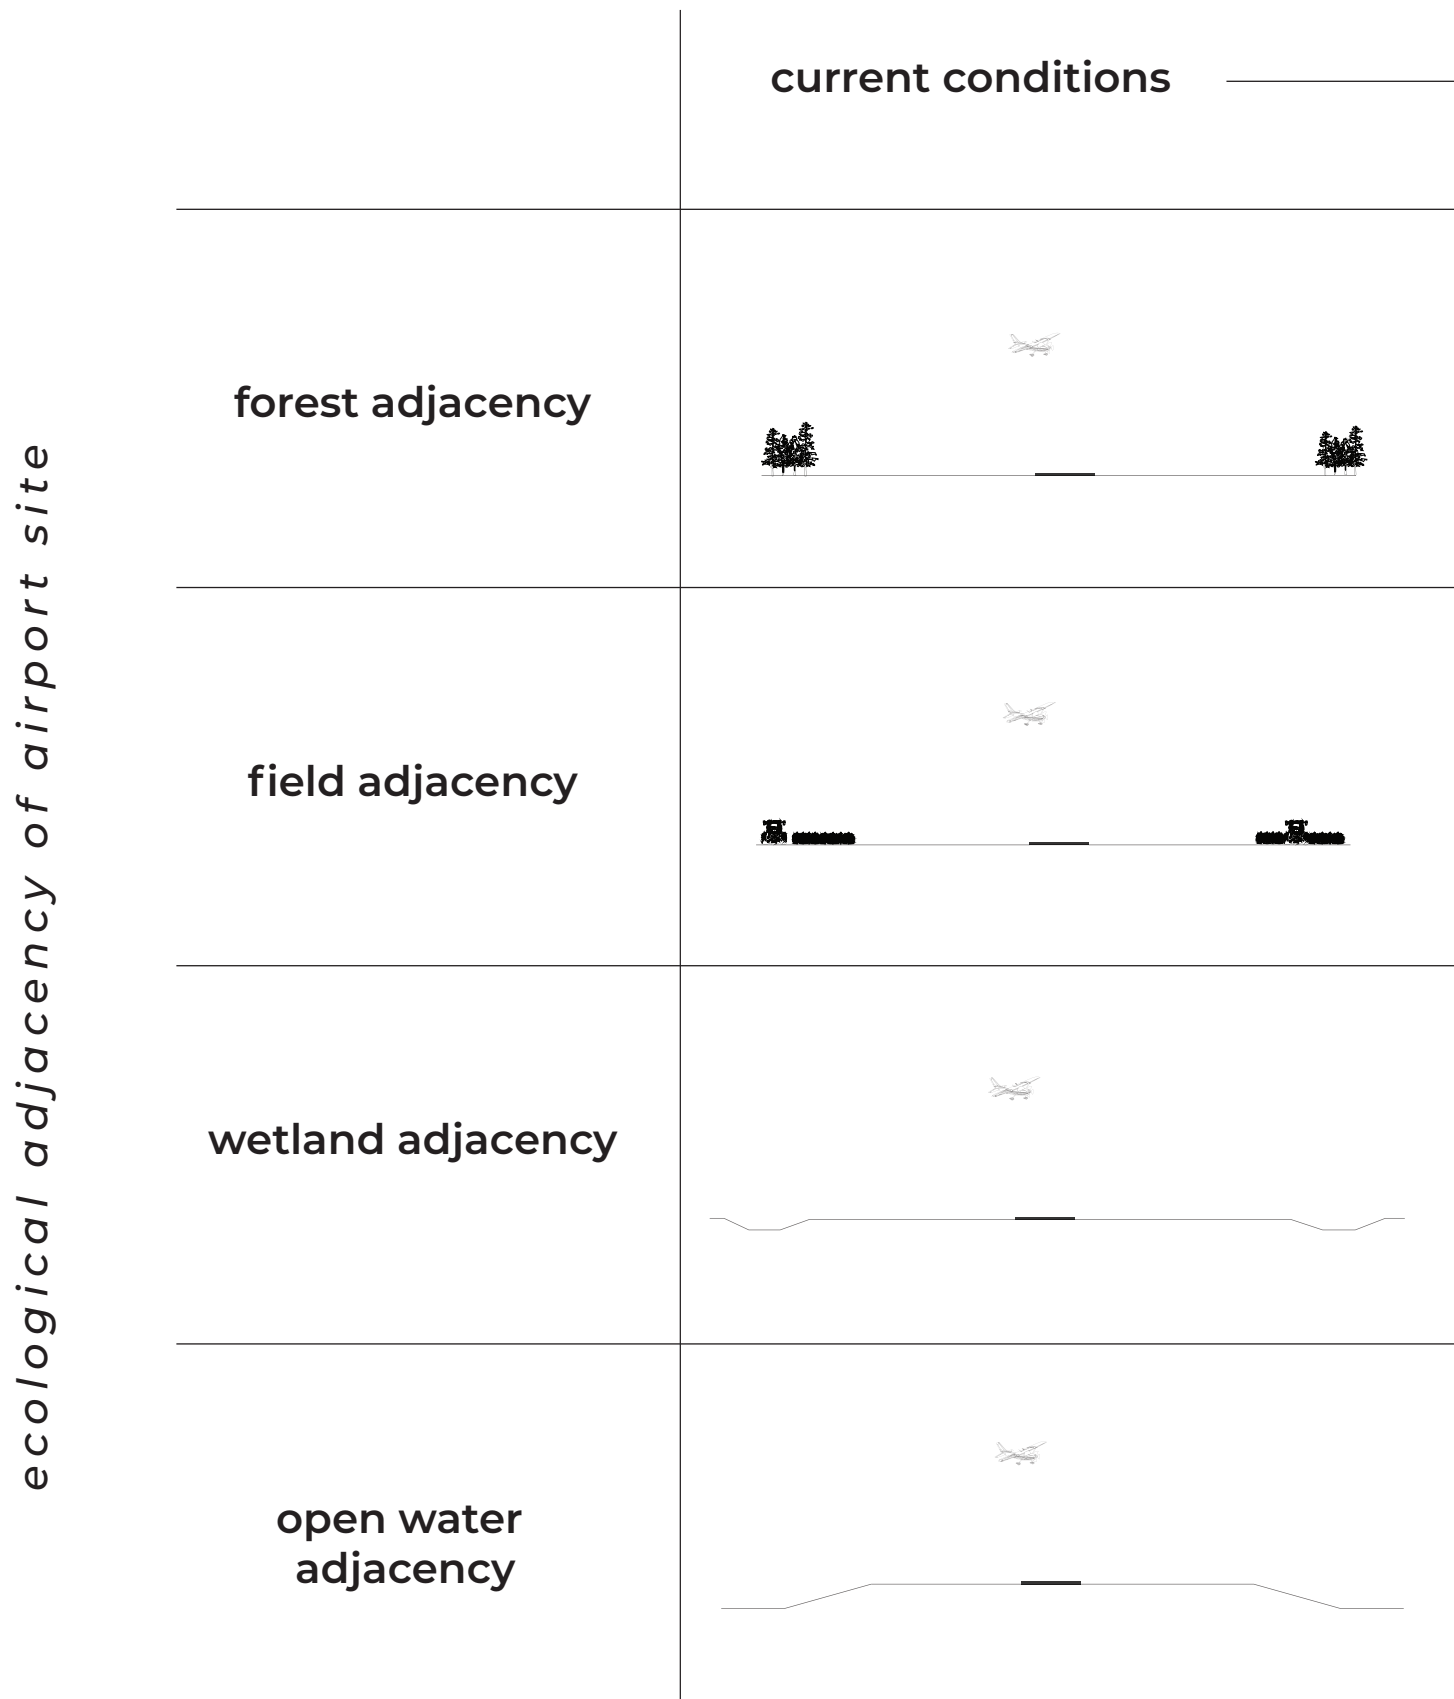 current conditions
ecological adjacency of airport site
forest adjacency
field adjacency
wetland adjacency
open water
adjacency